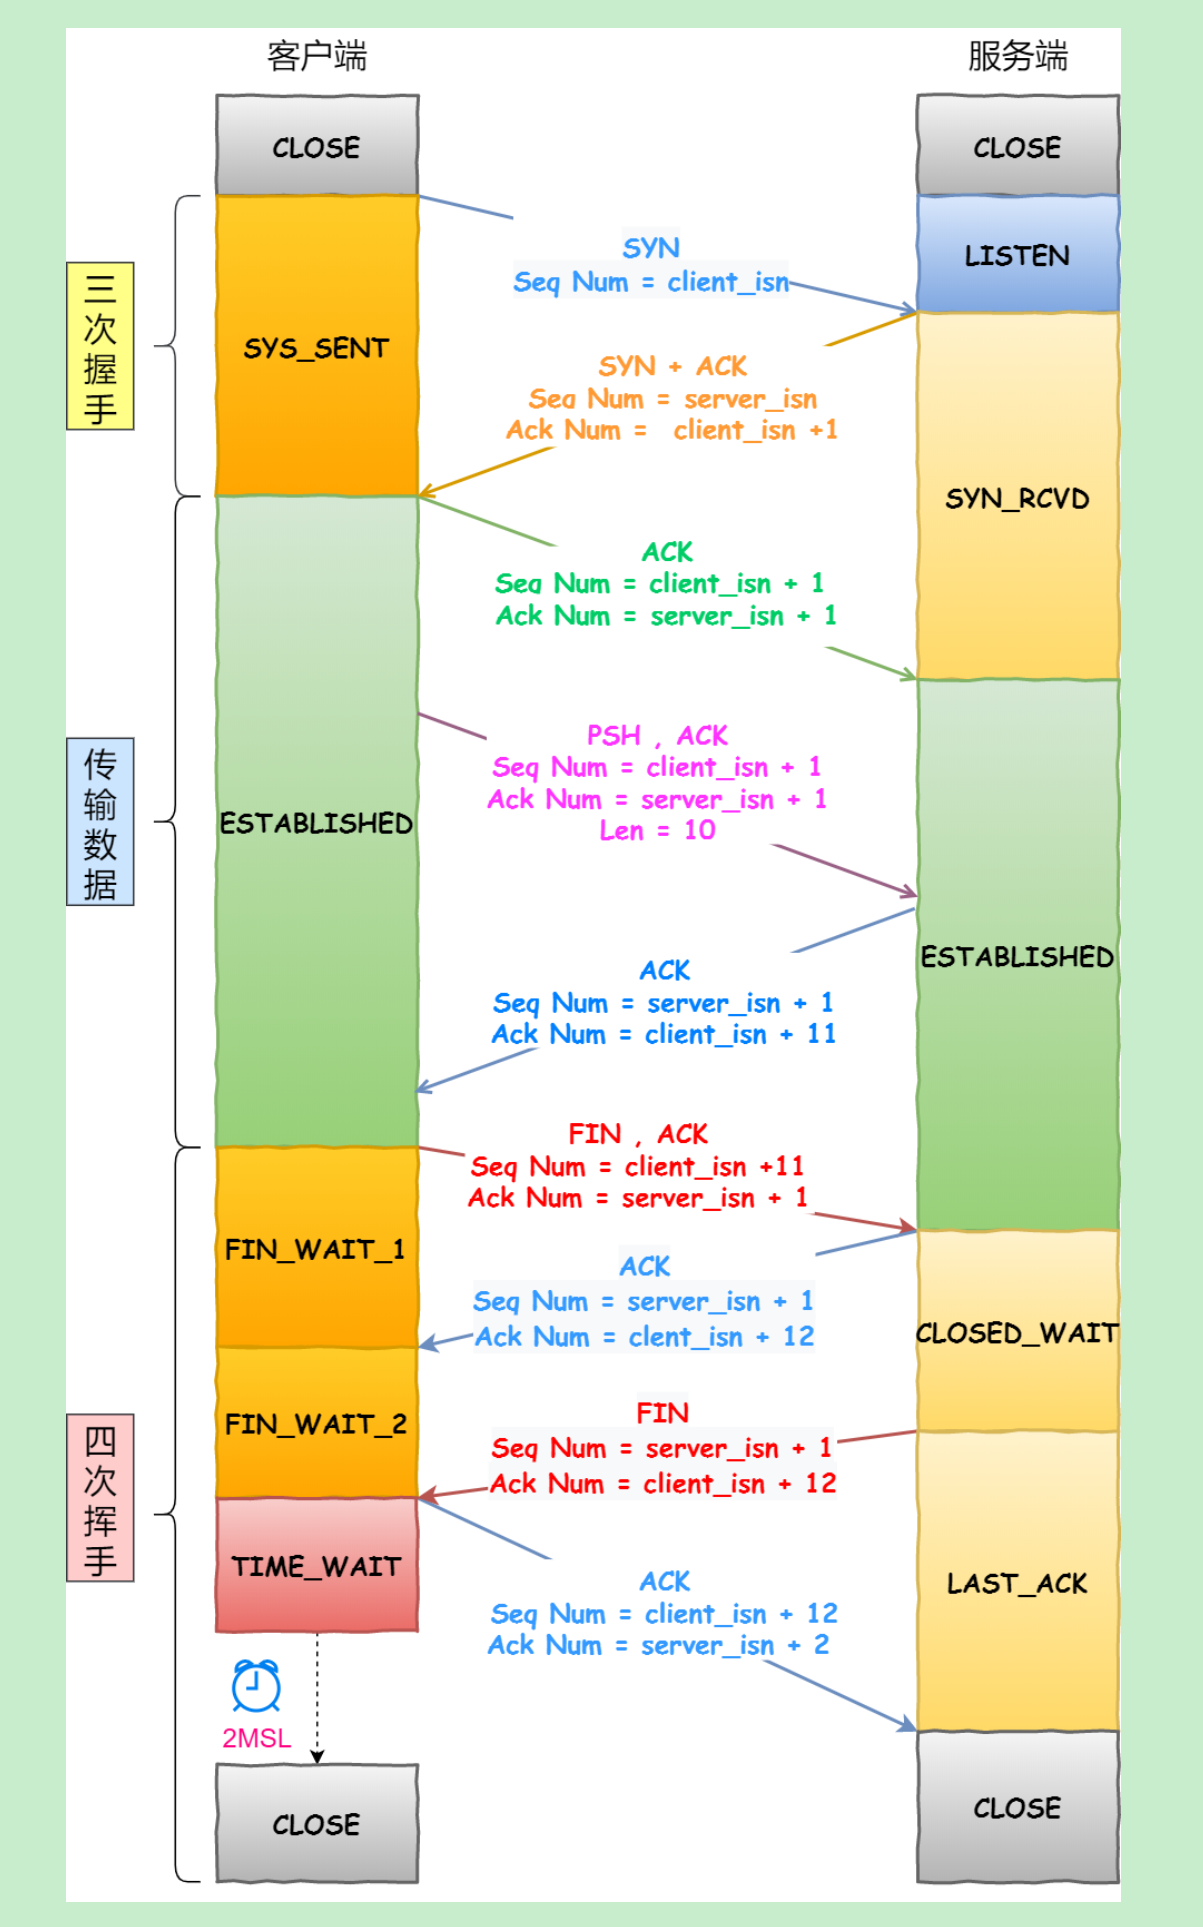 客户端
服务端
CLOSE
CLOSE
三次握手
SYS_SENT
LISTEN
SYN
Seq Num = client_isn
SYN + ACK
Seq Num = server_isn
Ack Num = client_isn +1
SYN_RCVD
ACK
Seq Num = client_isn + 1
Ack Num = server_isn + 1
传输数据
ESTABLISHED
PSH , ACK
Seq Num = client_isn + 1
Ack Num = server_isn + 1
Len = 10
ESTABLISHED
ACK
Seq Num = server_isn + 1
Ack Num = client_isn + 11
FIN , ACK
Seq Num = client_isn +11
Ack Num = server_isn + 1
四次挥手
FIN_WAIT_1
ACK
Seq Num = server_isn + 1
Ack Num = clent_isn + 12
CLOSED_WAIT
FIN_WAIT_2
FIN
Seq Num = server_isn + 1
Ack Num = client_isn + 12
TIME_WAIT
LAST_ACK
ACK
Seq Num = client_isn + 12
Ack Num = server_isn + 2
2MSL
CLOSE
CLOSE